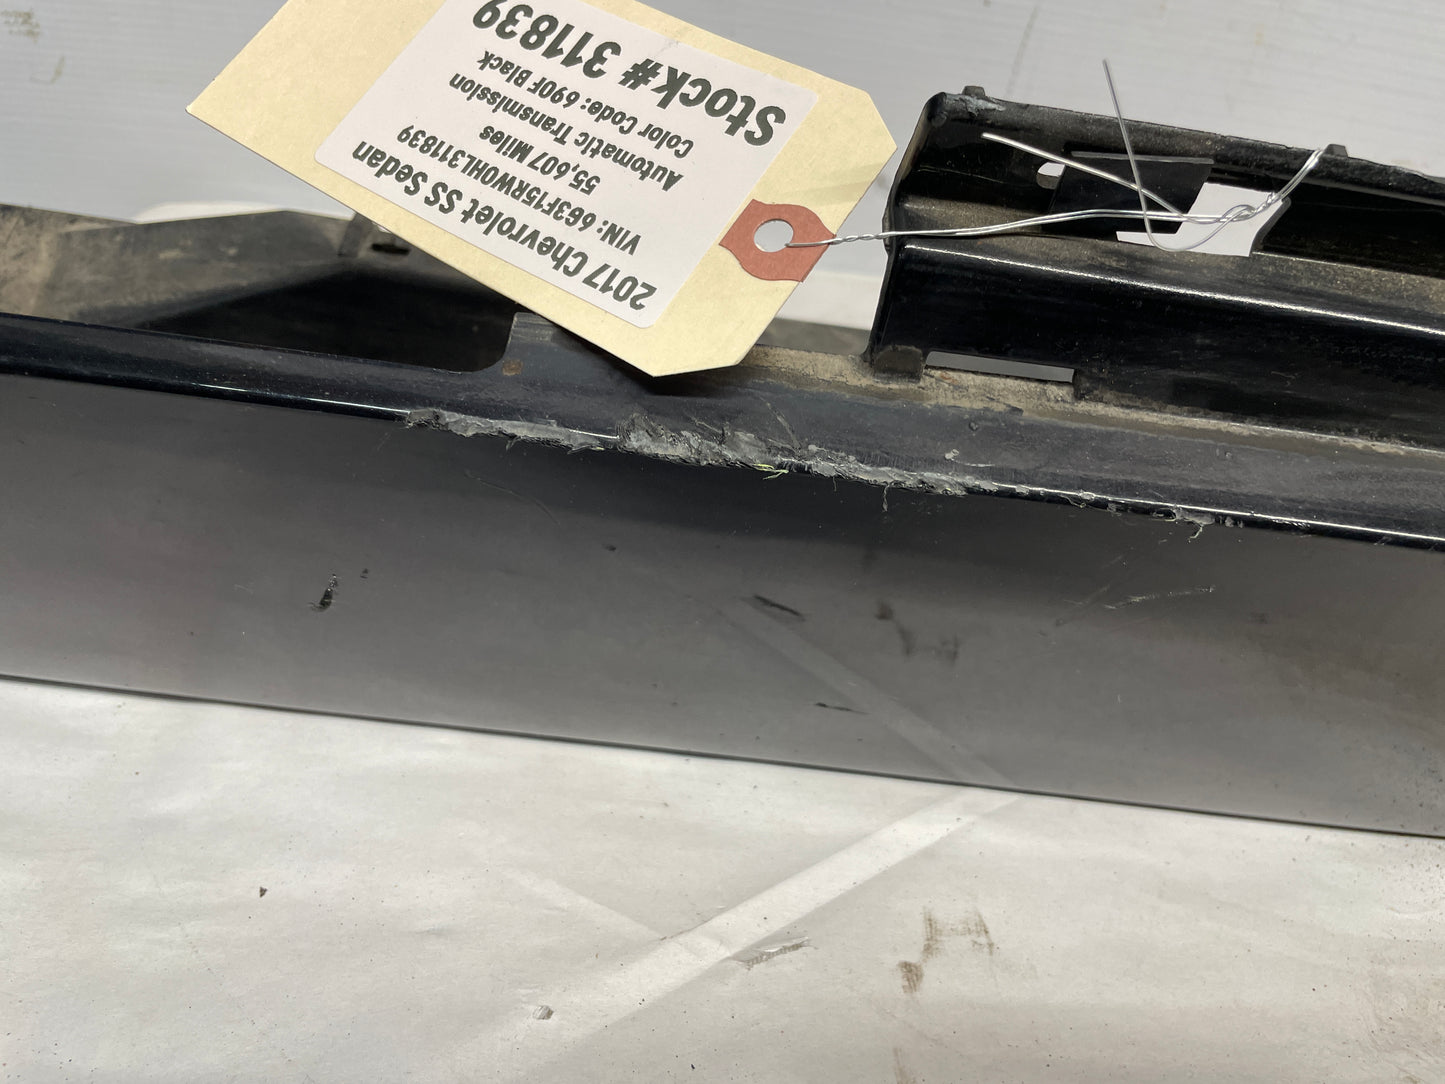 2017 Chevrolet SS Sedan
VIN: 6G3F15RW0HL311839
55,607 Miles
Automatic Transmission
Color Code: 690F Black
Stock# 311839